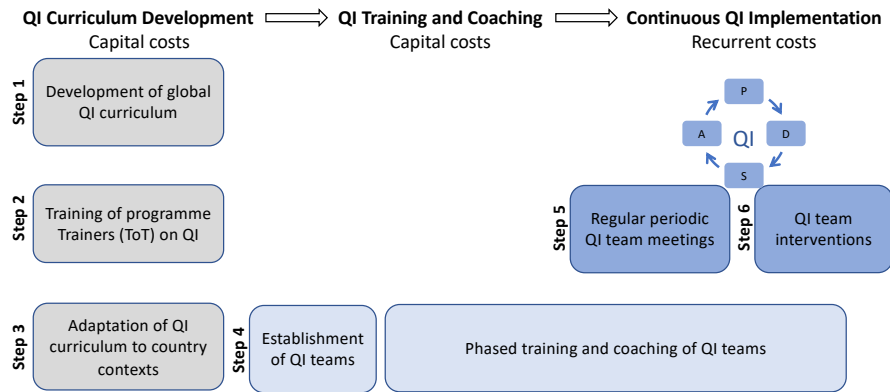 QI Curriculum Development
QI Training and Coaching
Continuous QI Implementation
Capital costs
Capital costs
Recurrent costs
Step 1
Development of global
QI curriculum
P
A
QI
D
S
Step 2
Training of programme
Trainers (ToT) on QI
Step 5
Regular periodic
QI team meetings
Step 6
QI team
interventions
Step 3
Adaptation of QI
curriculum to country
contexts
Step 4
Establishment
of QI teams
Phased training and coaching of QI teams